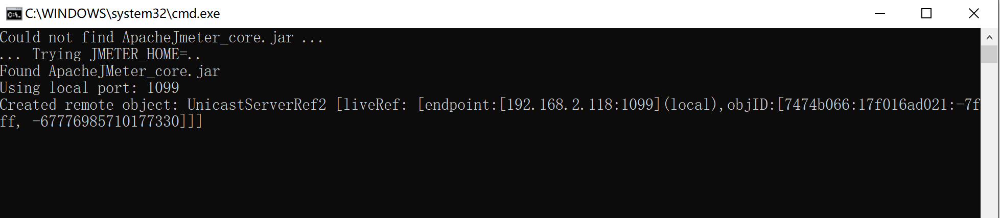 C:\WINDOWS\system32\cmd.exe
Could not find ApacheJmeter_core.jar ...
... Trying JMETER_HOME=..
Found ApacheJMeter_core.jar
Using local port: 1099
Created remote object: UnicastServerRef2 [liveRef: [endpoint:[192.168.2.118:1099](local),objID:[7474b066:17f016ad021:-7f
ff, -67776985710177330]]]